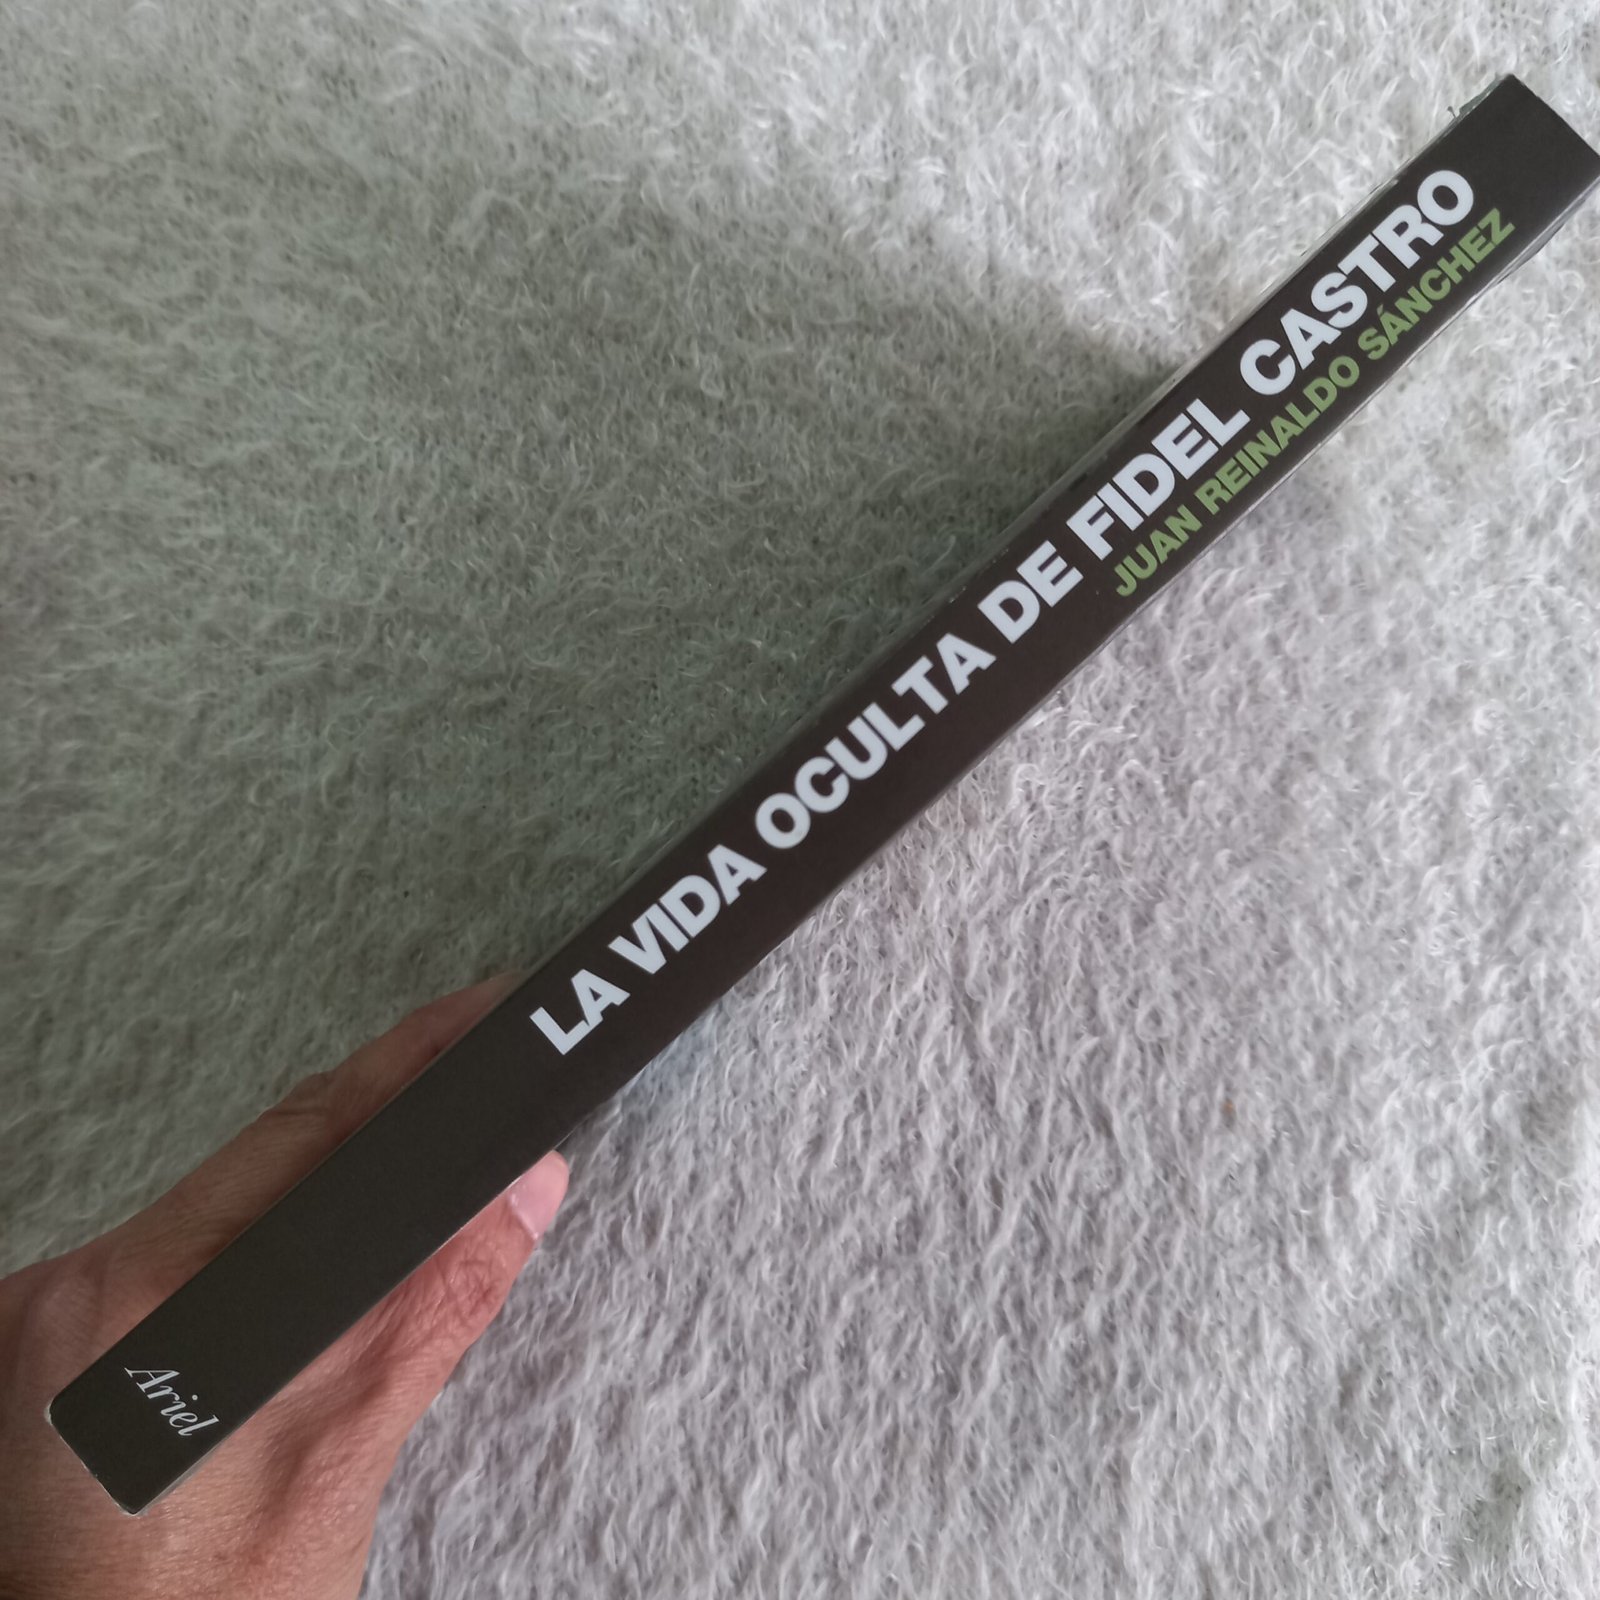 LA VIDA OCULTA DE FIDEL CASTRO
JUAN REINALDO SÁNCHEZ
Ariel